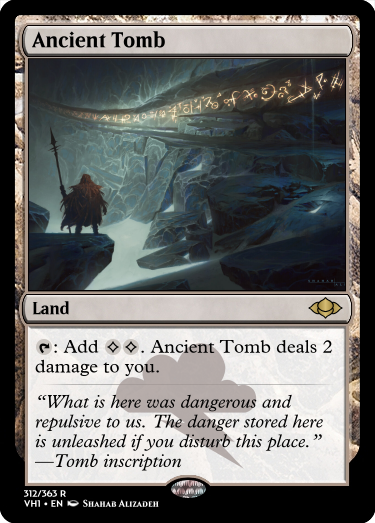 Ancient Tomb
Land
: Add . Ancient Tomb deals 2
damage to you.
“What is here was dangerous and
repulsive to us. The danger stored here
is unleashed if you disturb this place.”
—Tomb inscription
312/363 R
VH1 • EN Shahab Alizadeh